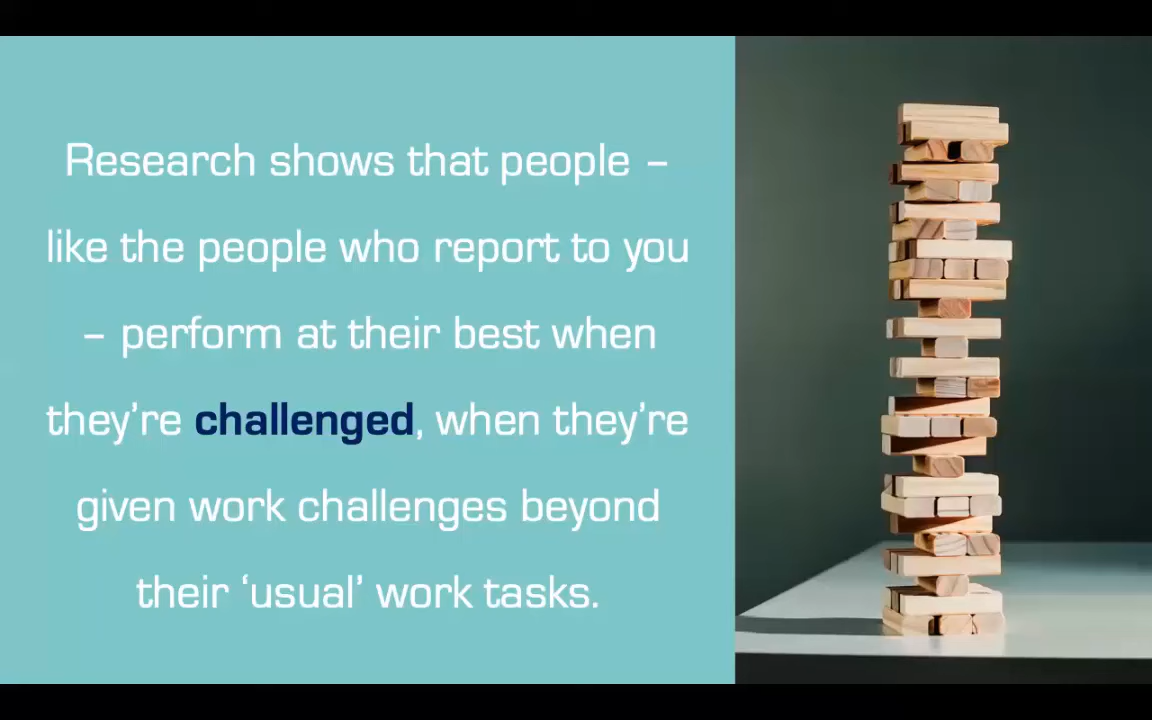 Research shows that people –
like the people who report to you
– perform at their best when
they’re challenged, when they’re
given work challenges beyond
their ‘usual’ work tasks.